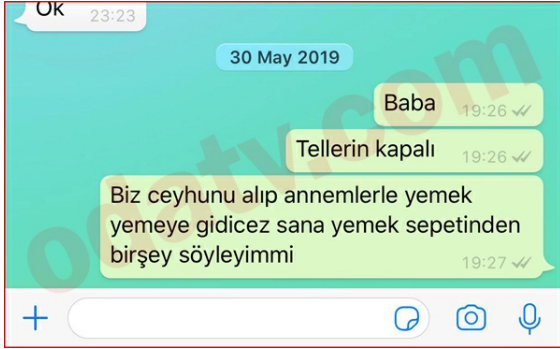 Ok 23:23
30 May 2019
Baba 19:26
Tellerin kapalı 19:26
Biz ceyhunu alıp annemlerle yemek
yemeye gidicez sana yemek sepetinden
birşey söyleyimmi 19:27
odatv.com